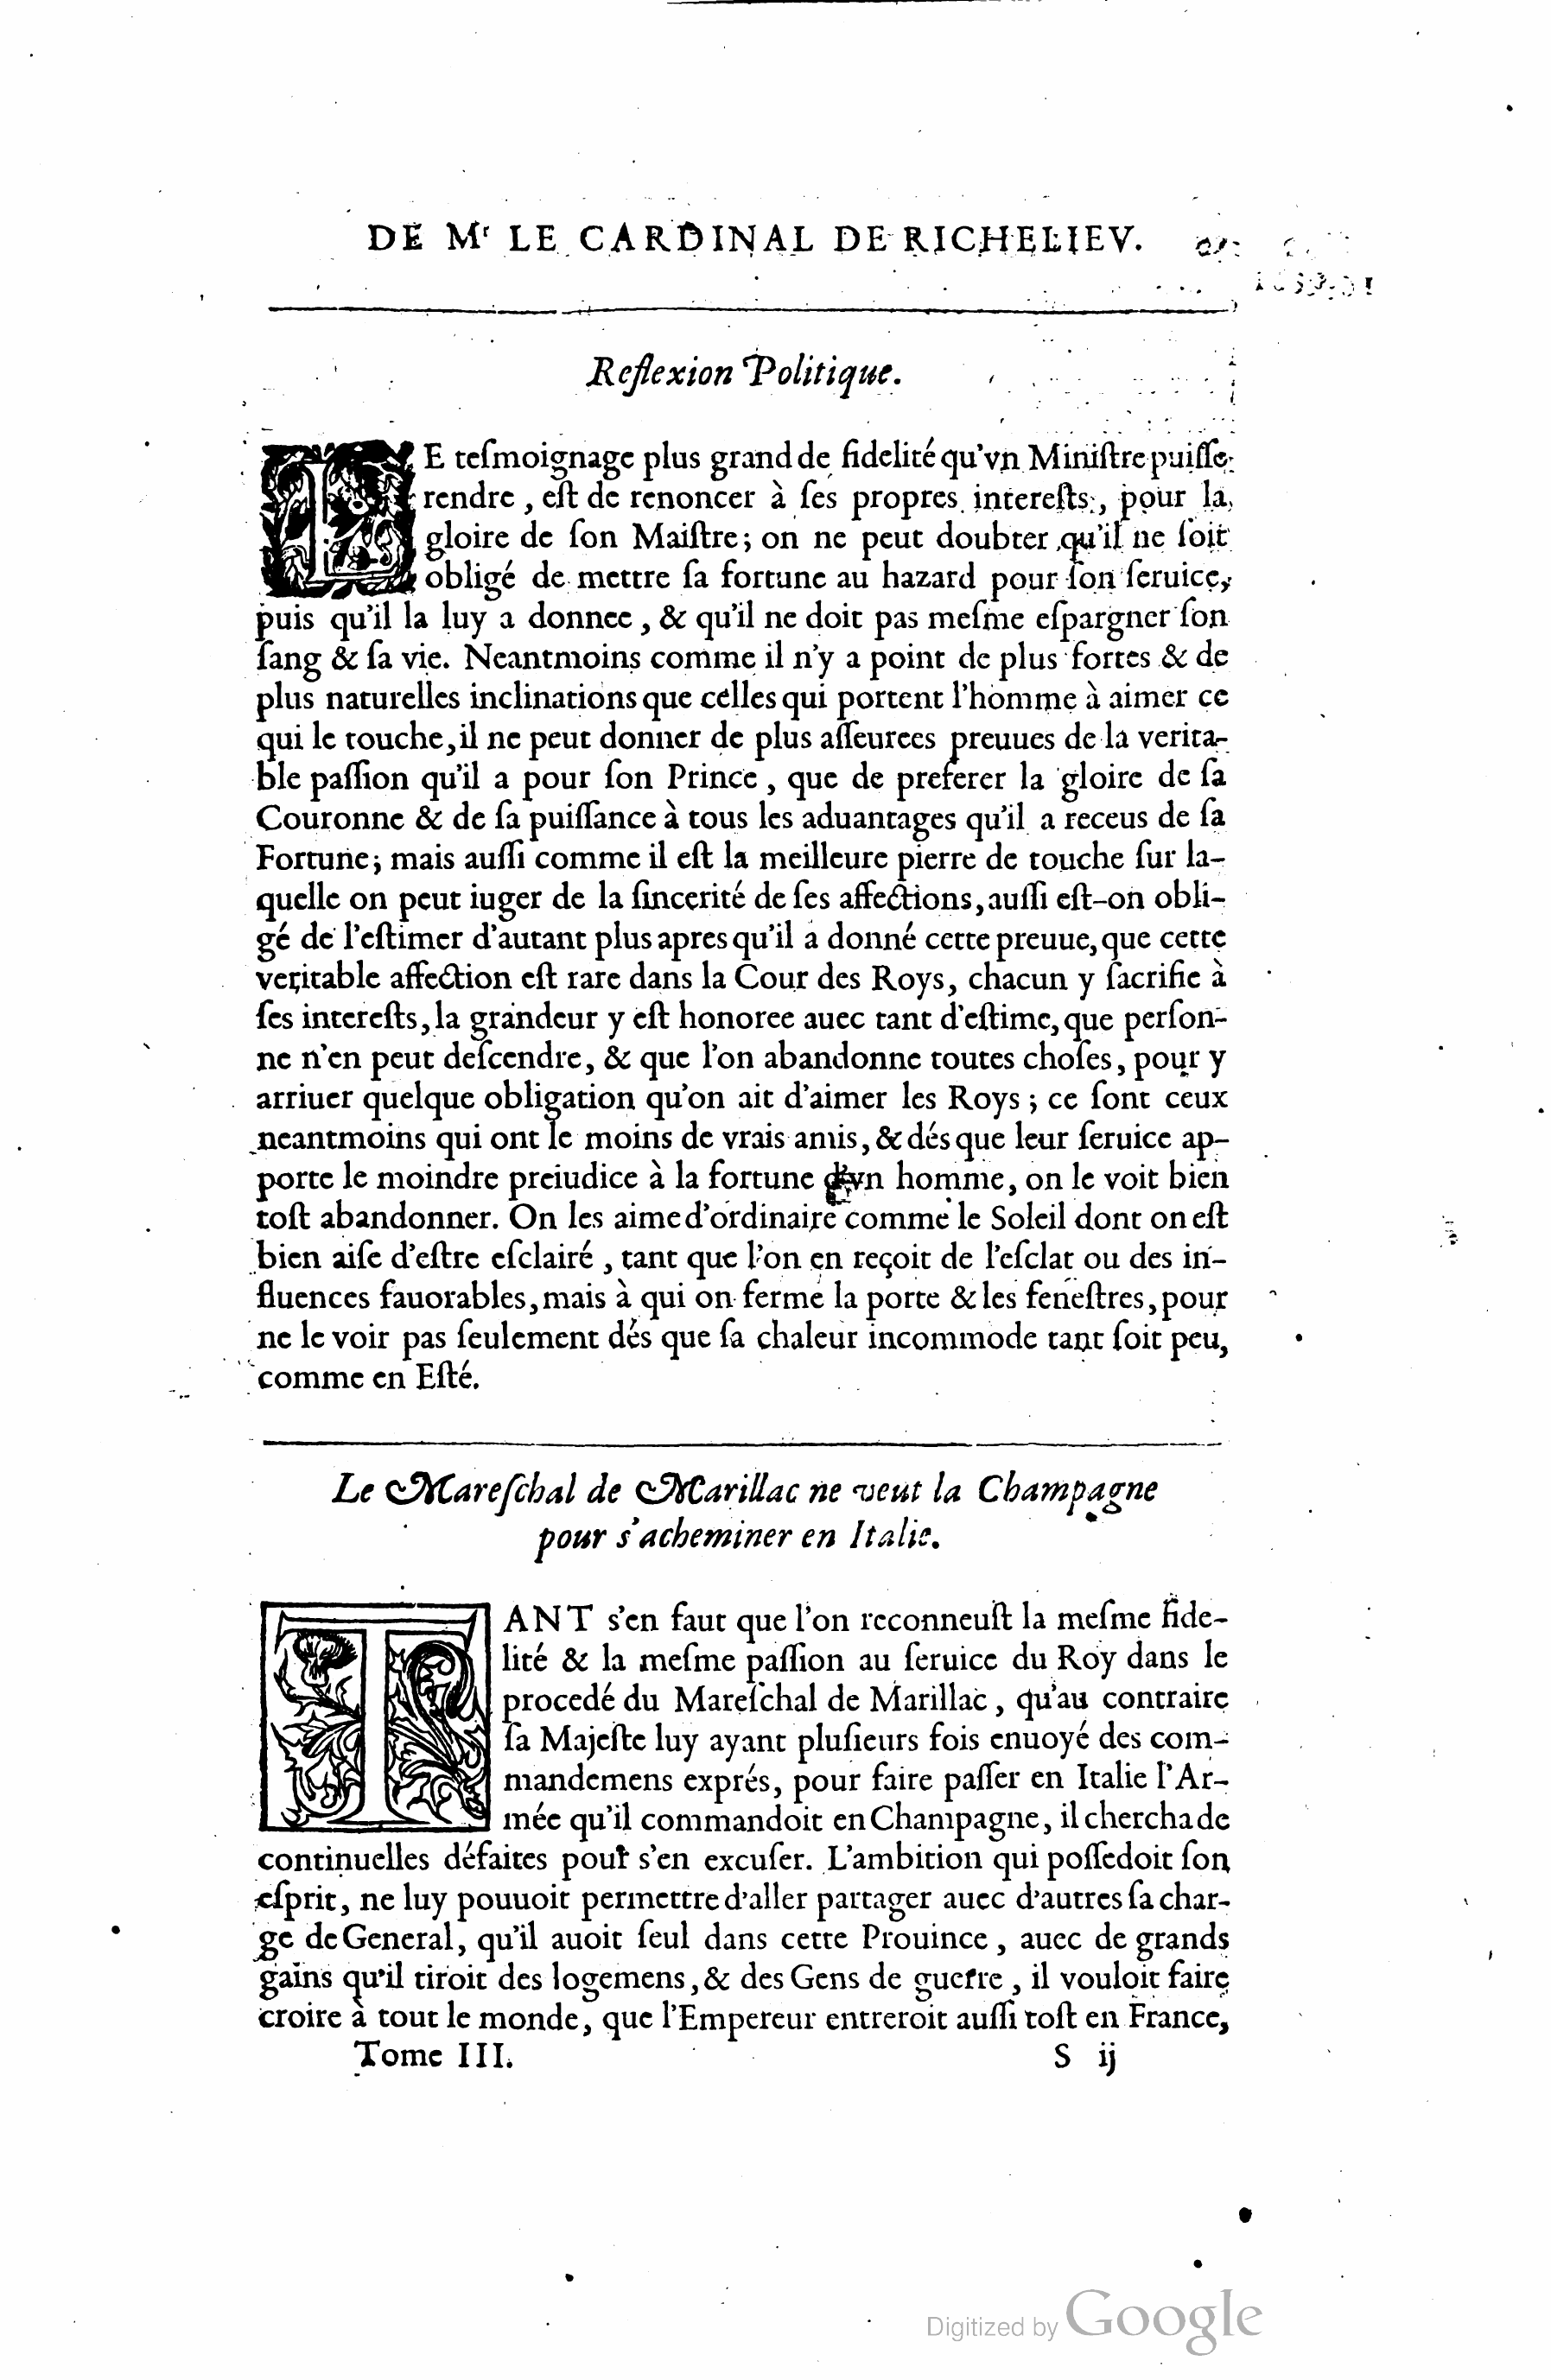 DE Mr LE CARDINAL DE RICHELIEV.
Reflexion Politique.
LE teſmoignage plus grand de fidelité qu'vn Miniſtre puiſſe
rendre, eſt de renoncer à ſes propres intereſts, pour la
gloire de ſon Maiſtre; on ne peut doubter qu'il ne ſoit
obligé de mettre ſa fortune au hazard pour ſon ſeruice,
puis qu'il la luy a donnee, & qu'il ne doit pas meſme eſpargner ſon
ſang & ſa vie. Neantmoins comme il n'y a point de plus fortes & de
plus naturelles inclinations que celles qui portent l'homme à aimer ce
qui le touche, il ne peut donner de plus aſſeurees preuues de la verita-
ble paſſion qu'il a pour ſon Prince, que de preferer la gloire de ſa
Couronne & de ſa puiſſance à tous les aduantages qu'il a receus de ſa
Fortune; mais auſſi comme il eſt la meilleure pierre de touche ſur la-
quelle on peut iuger de la ſincerité de ſes affections, auſſi eſt-on obli-
gé de l'eſtimer d'autant plus apres qu'il a donné cette preuue, que cette
veritable affection eſt rare dans la Cour des Roys, chacun y ſacrifie à
ſes intereſts, la grandeur y eſt honoree auec tant d'eſtime, que perſon-
ne n'en peut deſcendre, & que l'on abandonne toutes choſes, pour y
arriuer quelque obligation qu'on ait d'aimer les Roys; ce ſont ceux
neantmoins qui ont le moins de vrais amis, & dés que leur ſeruice ap-
porte le moindre preiudice à la fortune d'vn homme, on le voit bien
toſt abandonner. On les aime d'ordinaire comme le Soleil dont on eſt
bien aiſe d'eſtre eſclairé, tant que l'on en reçoit de l'eſclat ou des in-
fluences fauorables, mais à qui on ferme la porte & les feneſtres, pour
ne le voir pas ſeulement dés que ſa chaleur incommode tant ſoit peu,
comme en Eſté.
Le Mareſchal de Marillac ne veut la Champagne
pour s'acheminer en Italie.
TANT s'en faut que l'on reconneuſt la meſme fide-
lité & la meſme paſſion au ſeruice du Roy dans le
procedé du Mareſchal de Marillac, qu'au contraire
ſa Majeſte luy ayant pluſieurs fois enuoyé des com-
mandemens exprés, pour faire paſſer en Italie l'Ar-
mée qu'il commandoit en Champagne, il chercha de
continuelles défaites pour s'en excuſer. L'ambition qui poſſedoit ſon
eſprit, ne luy pouuoit permettre d'aller partager auec d'autres ſa char-
ge de General, qu'il auoit ſeul dans cette Prouince, auec de grands
gains qu'il tiroit des logemens, & des Gens de guerre, il vouloit faire
croire à tout le monde, que l'Empereur entreroit auſſi toſt en France,
Tome III. S ij
Digitized by Google